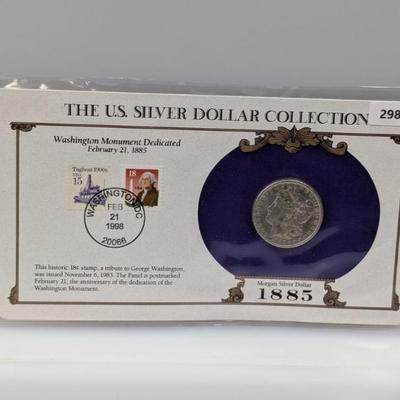 THE U.S. SILVER DOLLAR COLLECTION
298
Washington Monument Dedicated
February 21, 1885
Tugboat 1900s
15
18
WASHINGTON, DC
FEB
21
1998
20066
This historic 18¢ stamp, a tribute to George Washington,
was issued November 6, 1985. The Panel is postmarked
February 21, the anniversary of the dedication of the
Washington Monument.
Morgan Silver Dollar
1885